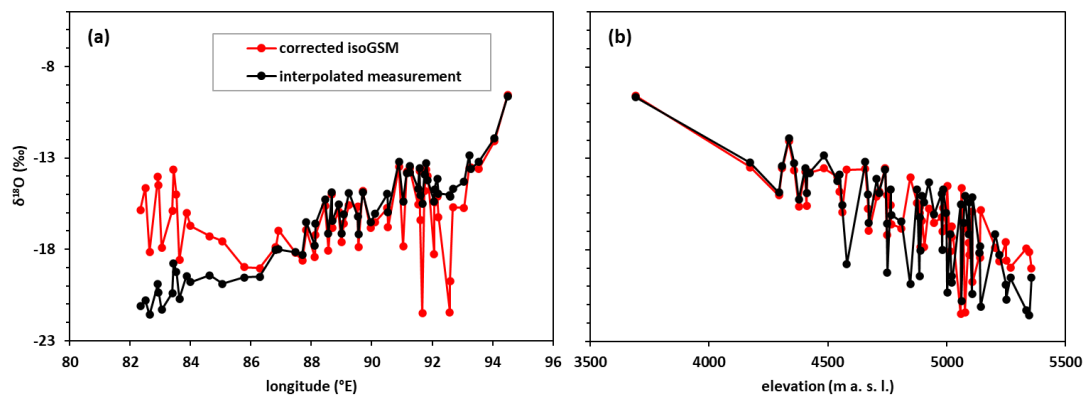 (a)
corrected isoGSM
interpolated measurement
(b)
δ¹⁸O (‰)
-8
-13
-18
-23
80 82 84 86 88 90 92 94 96
longitude (°E)
3500 4000 4500 5000 5500
elevation (m a. s. l.)